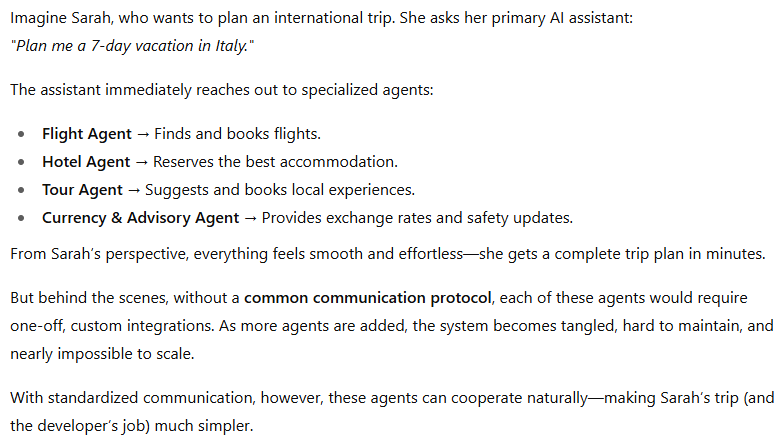 Imagine Sarah, who wants to plan an international trip. She asks her primary AI assistant:
"Plan me a 7-day vacation in Italy."
The assistant immediately reaches out to specialized agents:
• Flight Agent → Finds and books flights.
• Hotel Agent → Reserves the best accommodation.
• Tour Agent → Suggests and books local experiences.
• Currency & Advisory Agent → Provides exchange rates and safety updates.
From Sarah’s perspective, everything feels smooth and effortless—she gets a complete trip plan in minutes.
But behind the scenes, without a common communication protocol, each of these agents would require
one-off, custom integrations. As more agents are added, the system becomes tangled, hard to maintain, and
nearly impossible to scale.
With standardized communication, however, these agents can cooperate naturally—making Sarah’s trip (and
the developer’s job) much simpler.